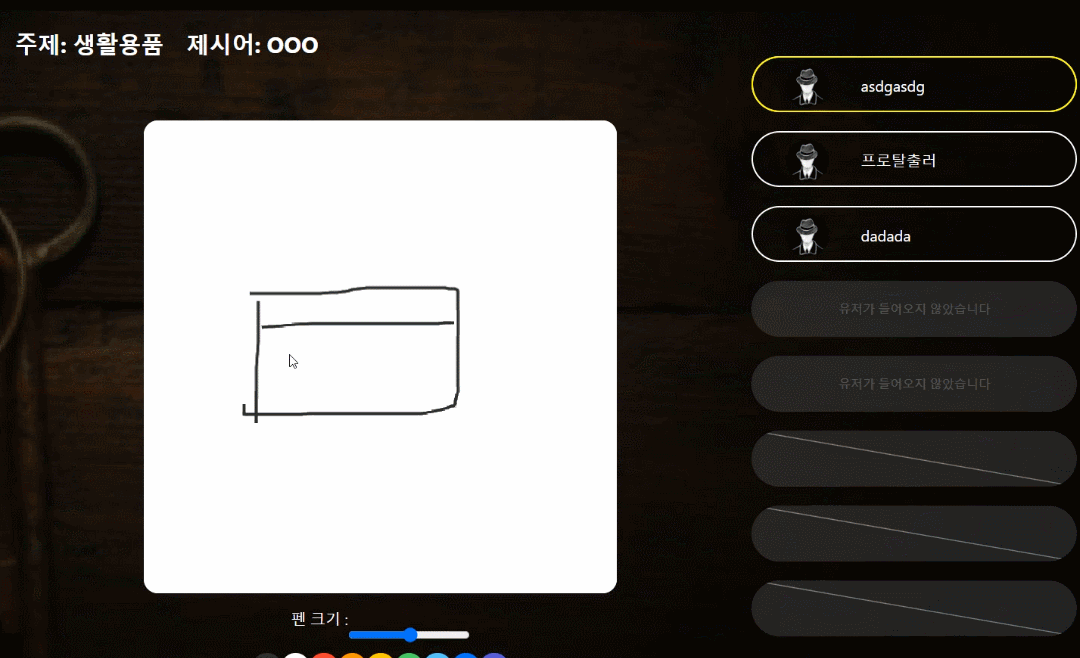 주제: 생활용품 제시어: OOO
asdgasdg
프로탈출러
dadada
유저가 들어오지 않았습니다
유저가 들어오지 않았습니다
펜 크기 :